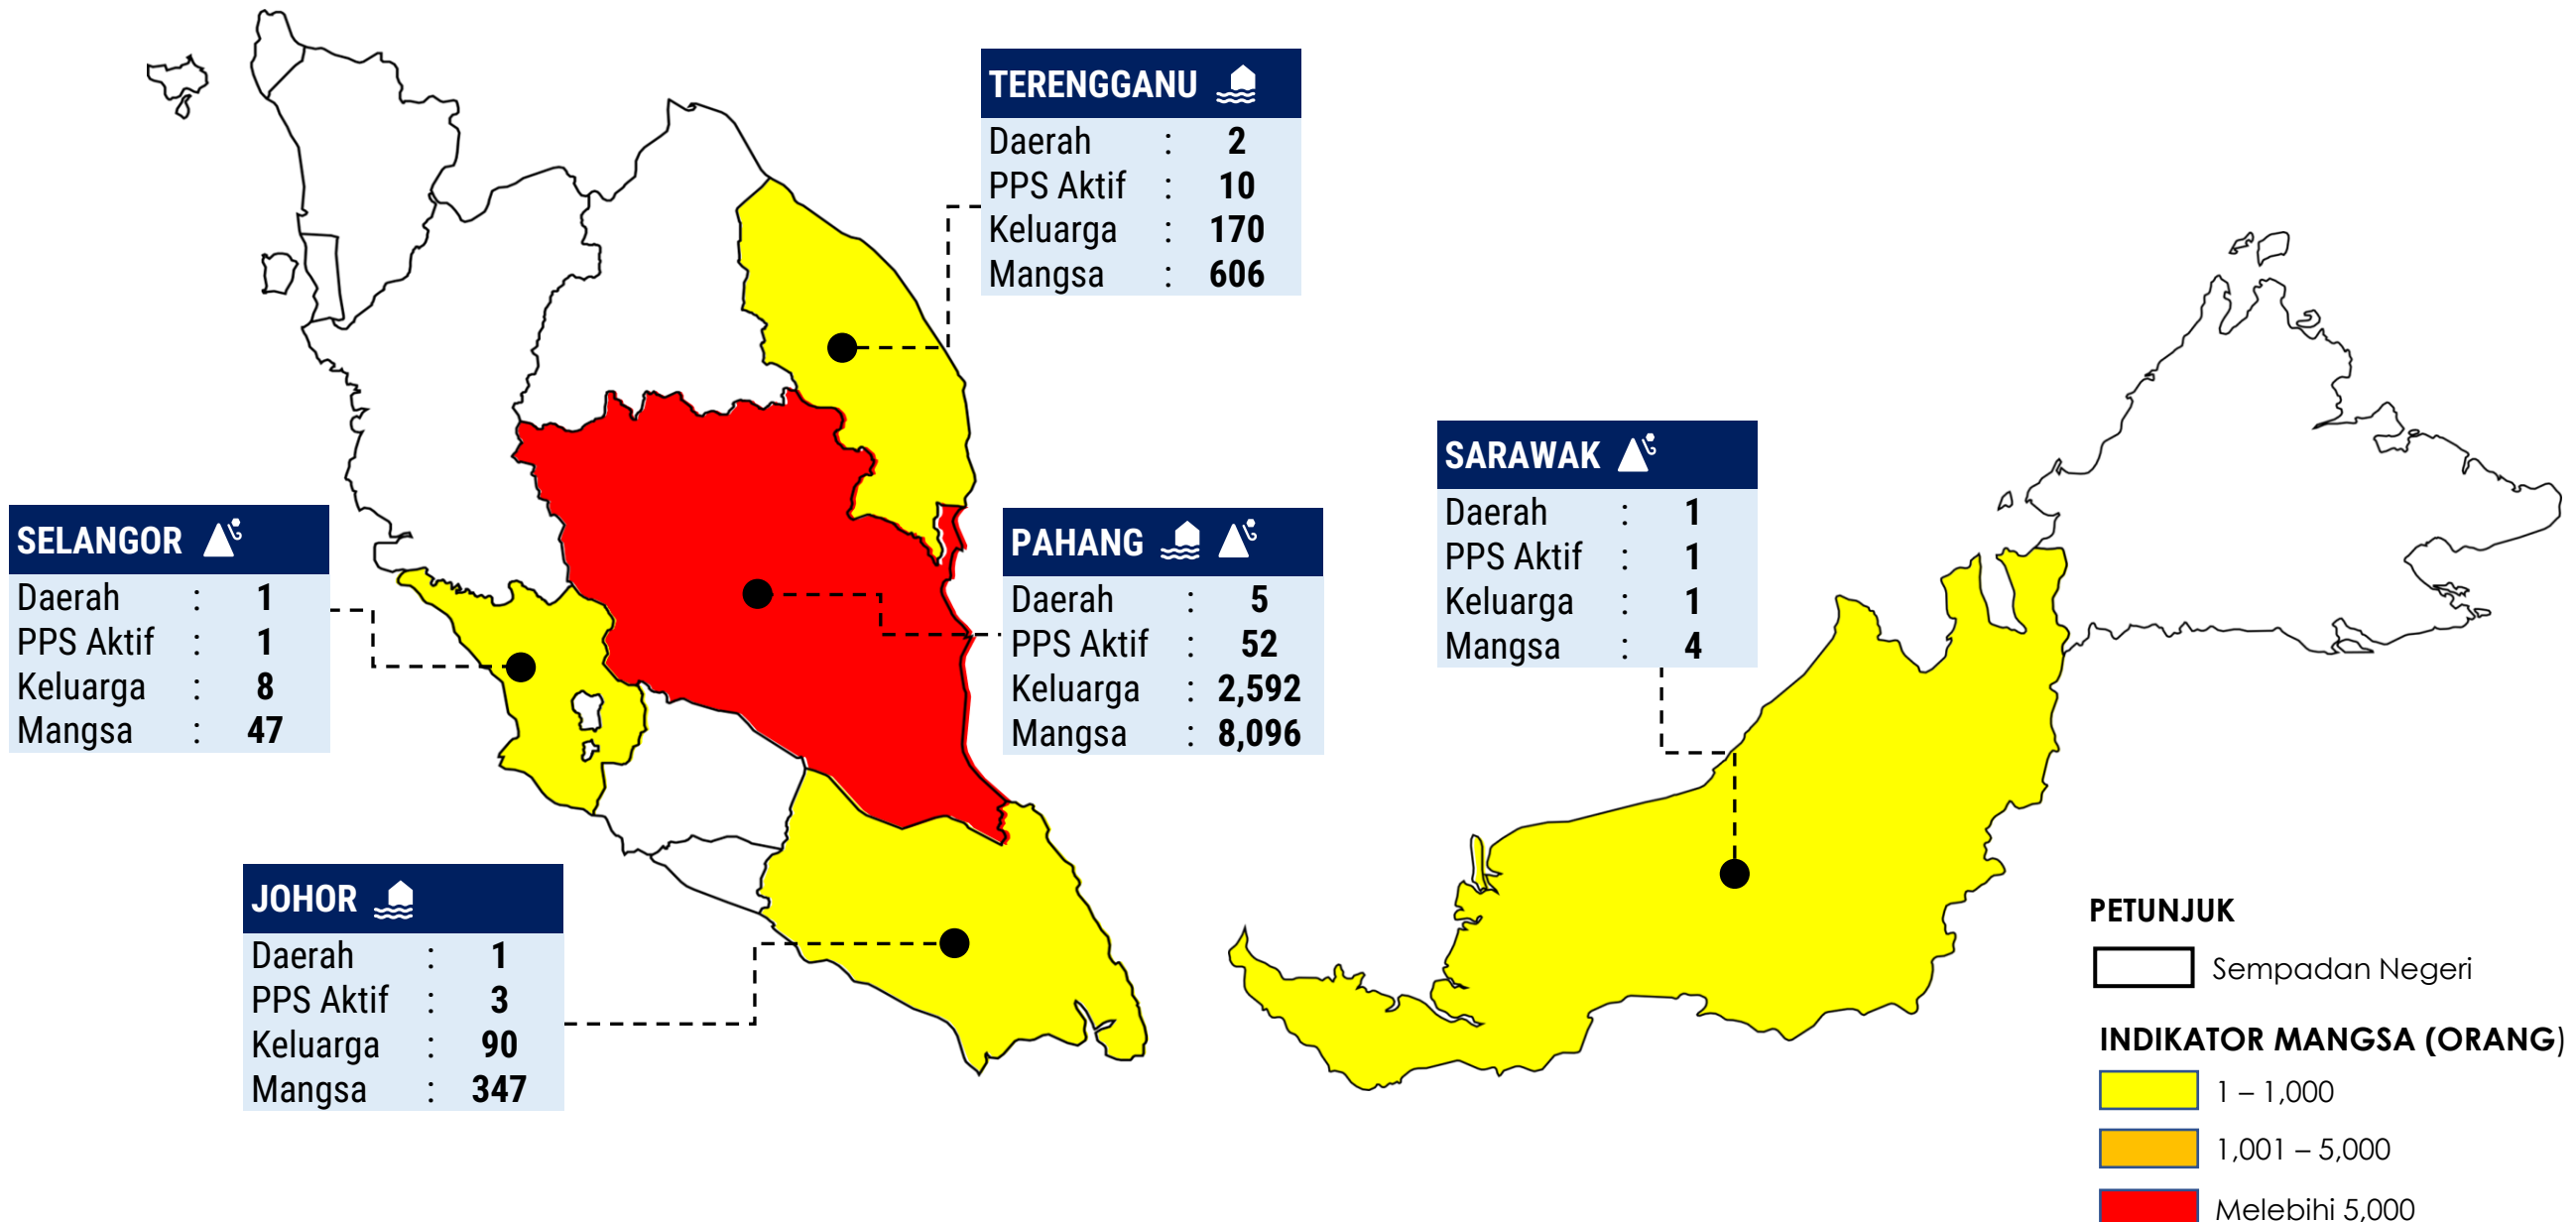 TERENGGANU
Daerah : 2
PPS Aktif : 10
Keluarga : 170
Mangsa : 606
SELANGOR
Daerah : 1
PPS Aktif : 1
Keluarga : 8
Mangsa : 47
PAHANG
Daerah : 5
PPS Aktif : 52
Keluarga : 2,592
Mangsa : 8,096
SARAWAK
Daerah : 1
PPS Aktif : 1
Keluarga : 1
Mangsa : 4
JOHOR
Daerah : 1
PPS Aktif : 3
Keluarga : 90
Mangsa : 347
PETUNJUK
Sempadan Negeri
INDIKATOR MANGSA (ORANG)
1 – 1,000
1,001 – 5,000
Melebihi 5,000